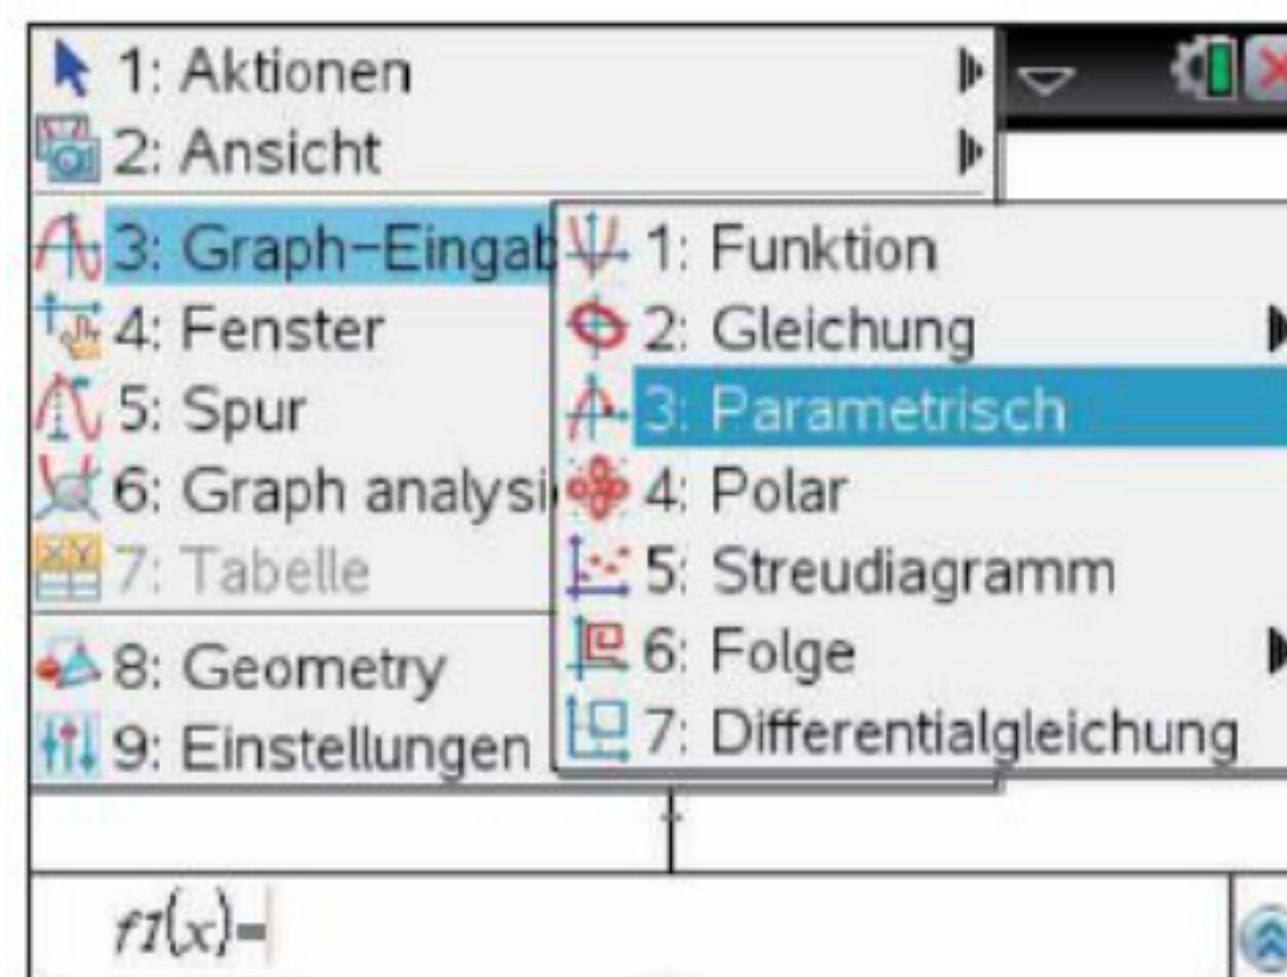 1: Aktionen
2: Ansicht
3: Graph-Eingab
4: Fenster
5: Spur
6: Graph analysi
7: Tabelle
8: Geometry
9: Einstellungen
1: Funktion
2: Gleichung
3: Parametrisch
4: Polar
5: Streudiagramm
6: Folge
7: Differentialgleichung
f1(x)=